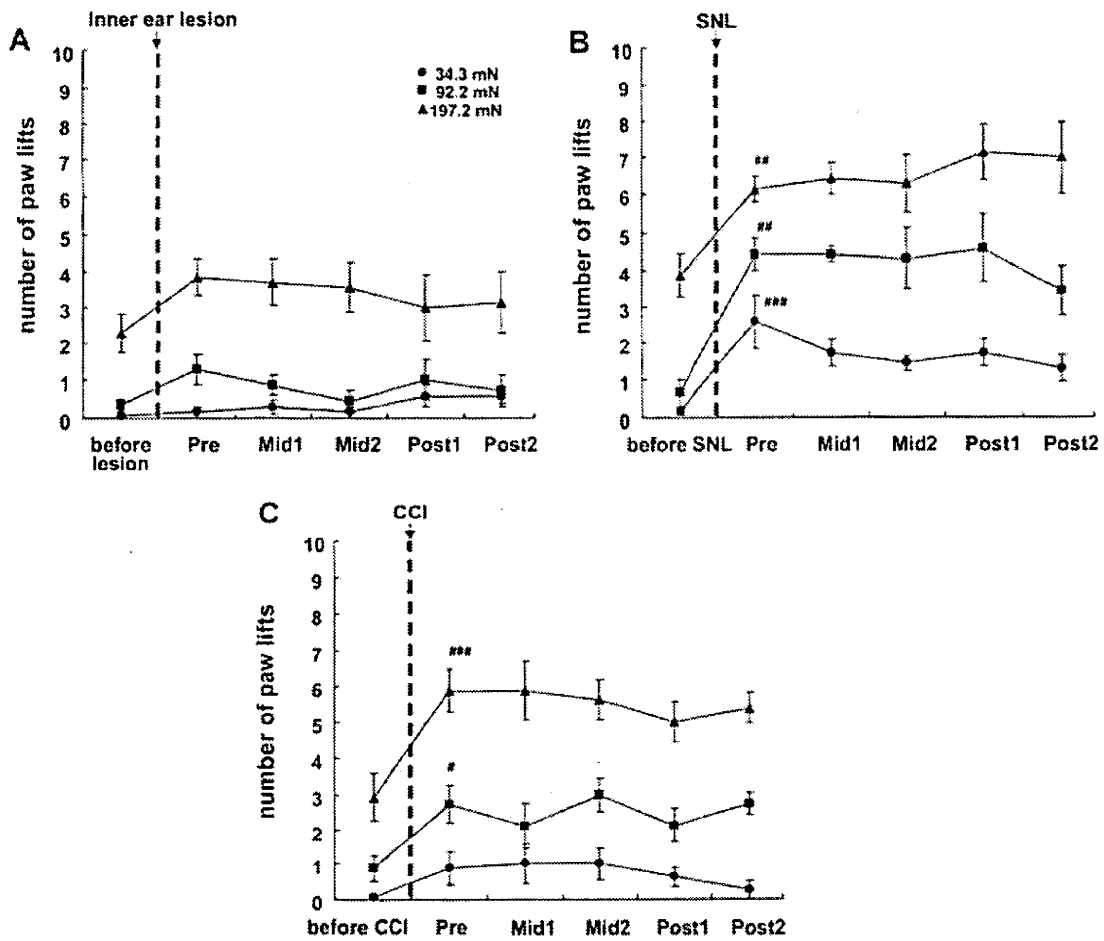 A
Inner ear lesion
number of paw lifts
10
9
8
7
6
5
4
3
2
1
0
34.3 mN
92.2 mN
197.2 mN
before lesion
Pre
Mid1
Mid2
Post1
Post2
B
SNL
number of paw lifts
10
9
8
7
6
5
4
3
2
1
0
##
##
###
before SNL
Pre
Mid1
Mid2
Post1
Post2
C
CCI
number of paw lifts
10
9
8
7
6
5
4
3
2
1
0
###
#
before CCI
Pre
Mid1
Mid2
Post1
Post2